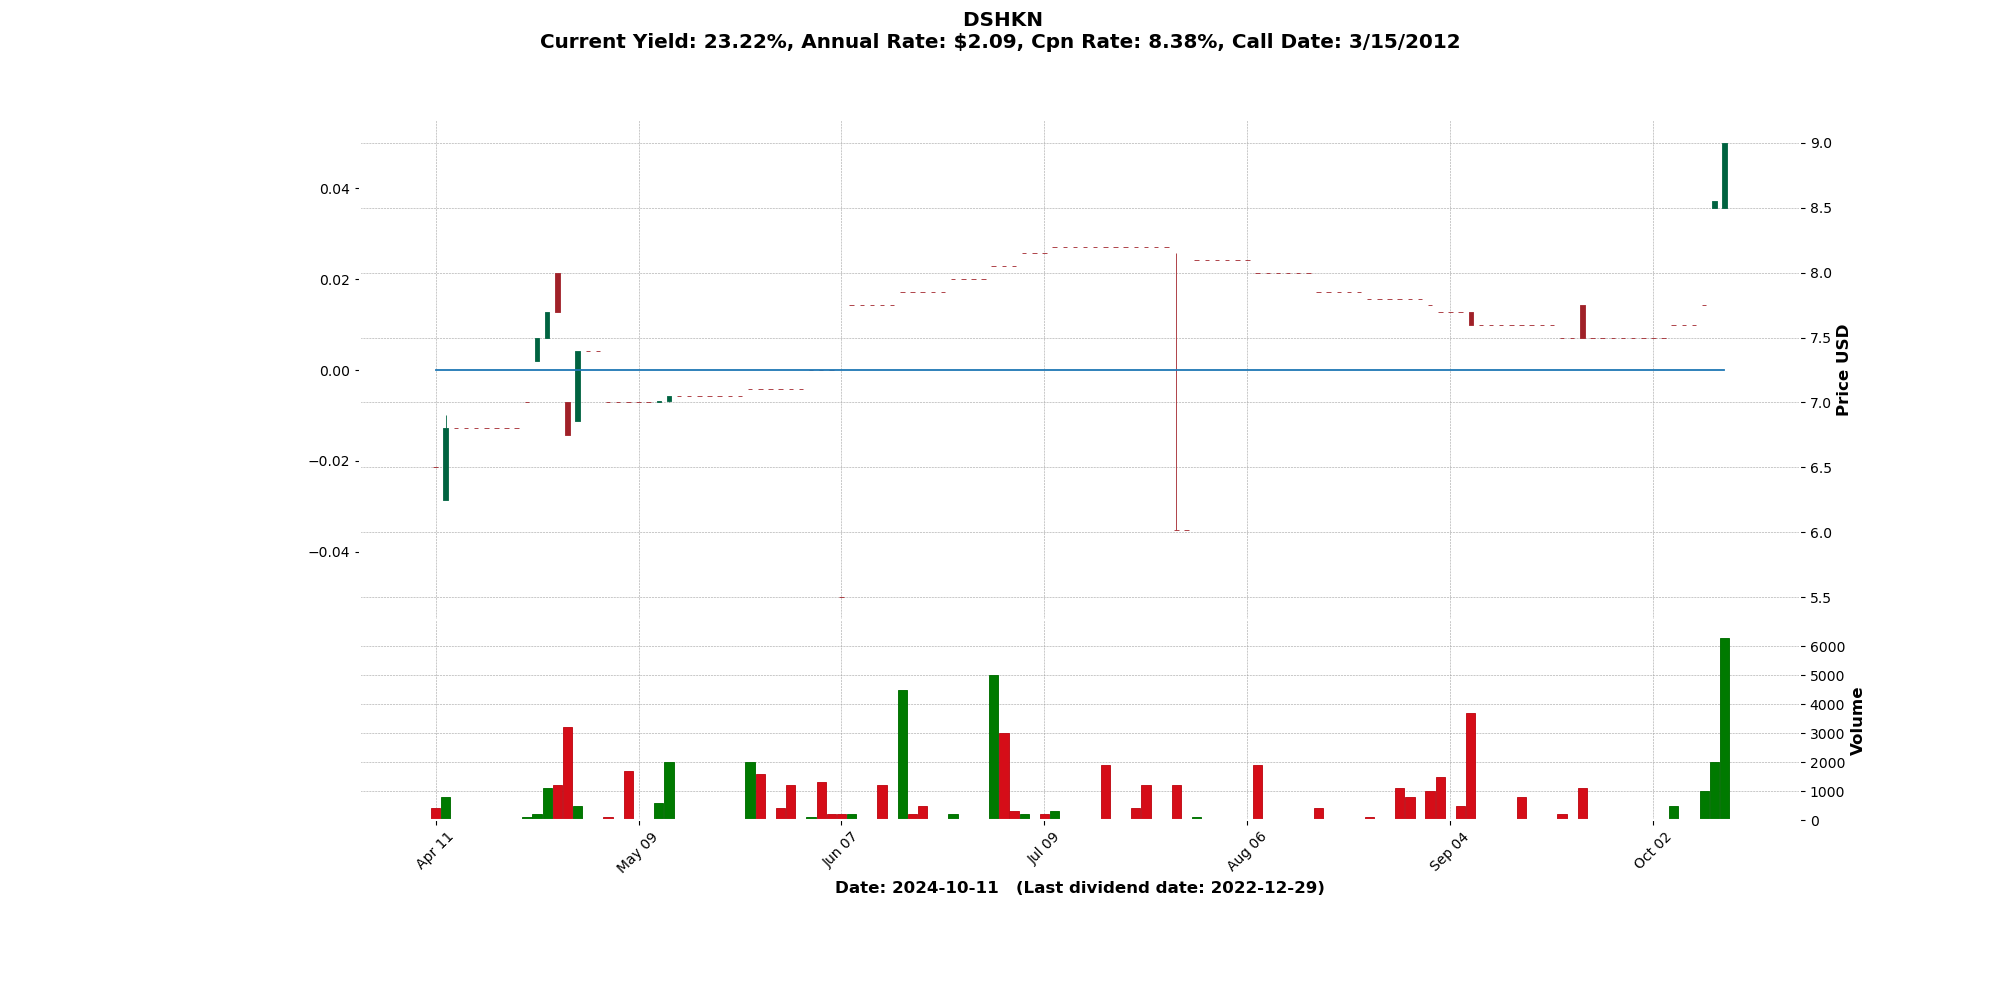 DSHKN
Current Yield: 23.22%, Annual Rate: $2.09, Cpn Rate: 8.38%, Call Date: 3/15/2012
0.04
0.02
0.00
−0.02
−0.04
9.0
8.5
8.0
7.5
7.0
6.5
6.0
5.5
Price USD
6000
5000
4000
3000
2000
1000
0
Volume
Apr 11
May 09
Jun 07
Jul 09
Aug 06
Sep 04
Oct 02
Date: 2024-10-11   (Last dividend date: 2022-12-29)